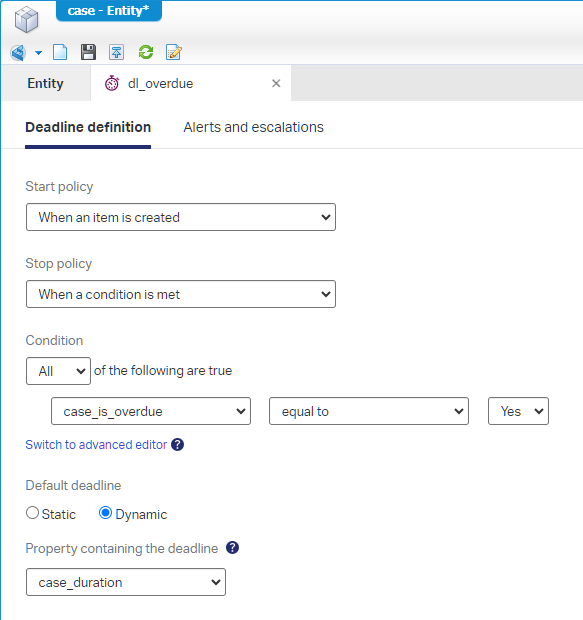 case - Entity*
Entity
dl_overdue
Deadline definition
Alerts and escalations
Start policy
When an item is created
Stop policy
When a condition is met
Condition
All of the following are true
case_is_overdue equal to Yes
Switch to advanced editor ?
Default deadline
Static Dynamic
Property containing the deadline ?
case_duration